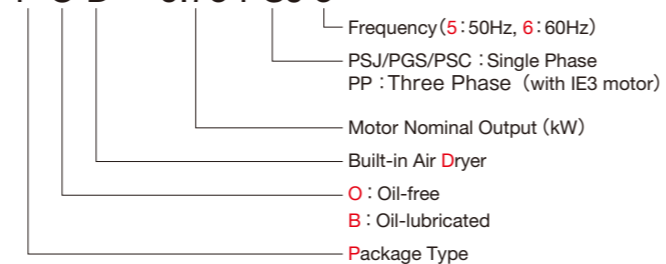 Frequency(5:50Hz, 6:60Hz)
PSJ/PGS/PSC:Single Phase
PP:Three Phase (with IE3 motor)
Motor Nominal Output (kW)
Built-in Air Dryer
O:Oil-free
B:Oil-lubricated
Package Type